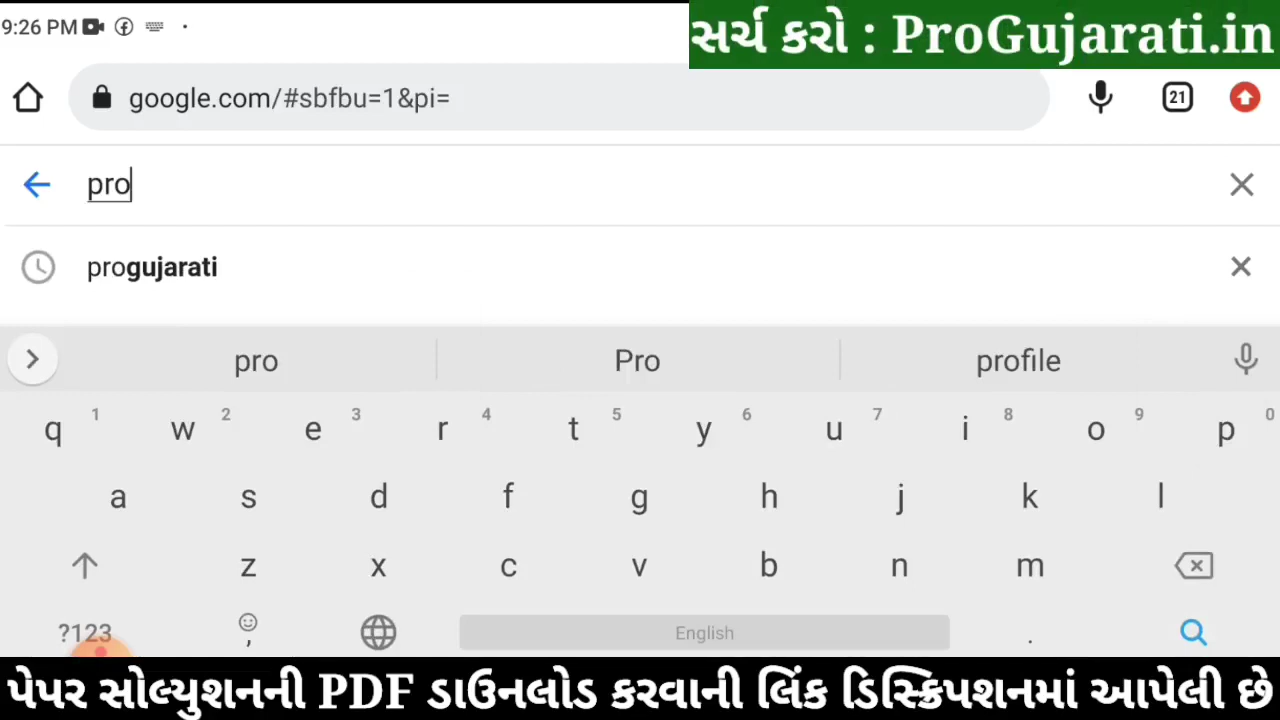 9:26 PM
સર્ચ કરો : ProGujarati.in
google.com/#sbfbu=1&pi=
21
pro
progujarati
pro Pro profile
q 1 w 2 e 3 r 4 t 5 y 6 u 7 i 8 o 9 p 0
a s d f g h j k l
z x c v b n m
?123 , English .
પેપર સોલ્યુશનની PDF ડાઉનલોડ કરવાની લિંક ડિસ્ક્રિપશનમાં આપેલી છે